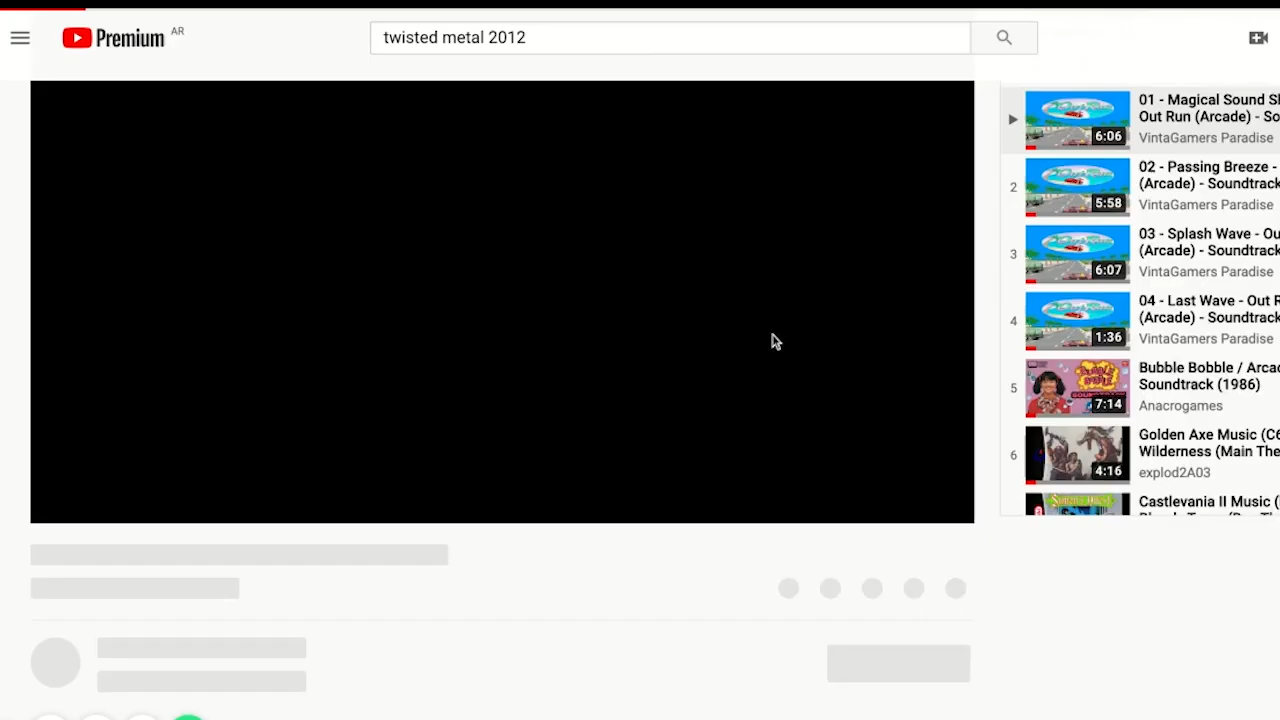 Premium AR
twisted metal 2012
01 - Magical Sound Sh
Out Run (Arcade) - So
VintaGamers Paradise
6:06
2
02 - Passing Breeze -
(Arcade) - Soundtrack
VintaGamers Paradise
5:58
3
03 - Splash Wave - Ou
(Arcade) - Soundtrack
VintaGamers Paradise
6:07
4
04 - Last Wave - Out R
(Arcade) - Soundtrack
VintaGamers Paradise
1:36
5
Bubble Bobble / Arcad
Soundtrack (1986)
Anacrogames
7:14
6
Golden Axe Music (C6
Wilderness (Main The
explod2A03
4:16
Castlevania II Music (